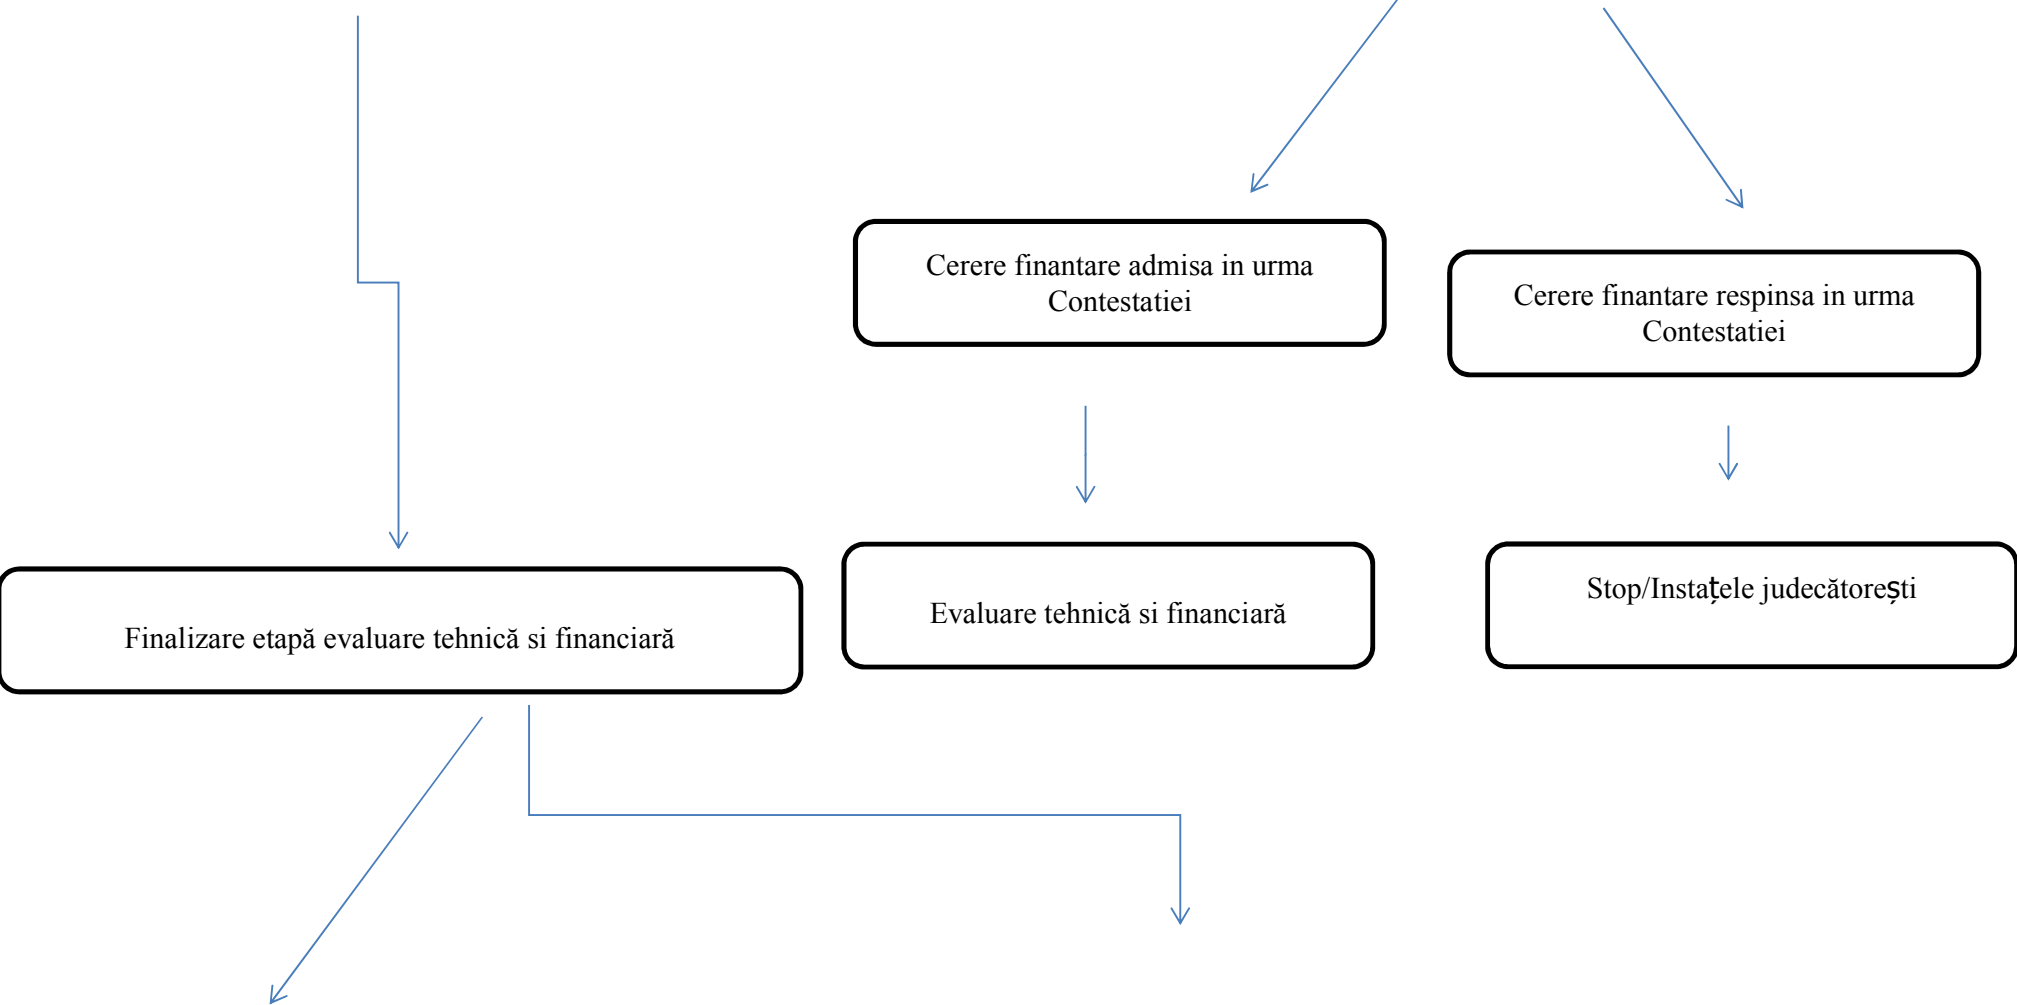 Cerere finantare admisa in urma
Contestatiei
Cerere finantare respinsa in urma
Contestatiei
Finalizare etapă evaluare tehnică si financiară
Evaluare tehnică si financiară
Stop/Instațele judecătorești